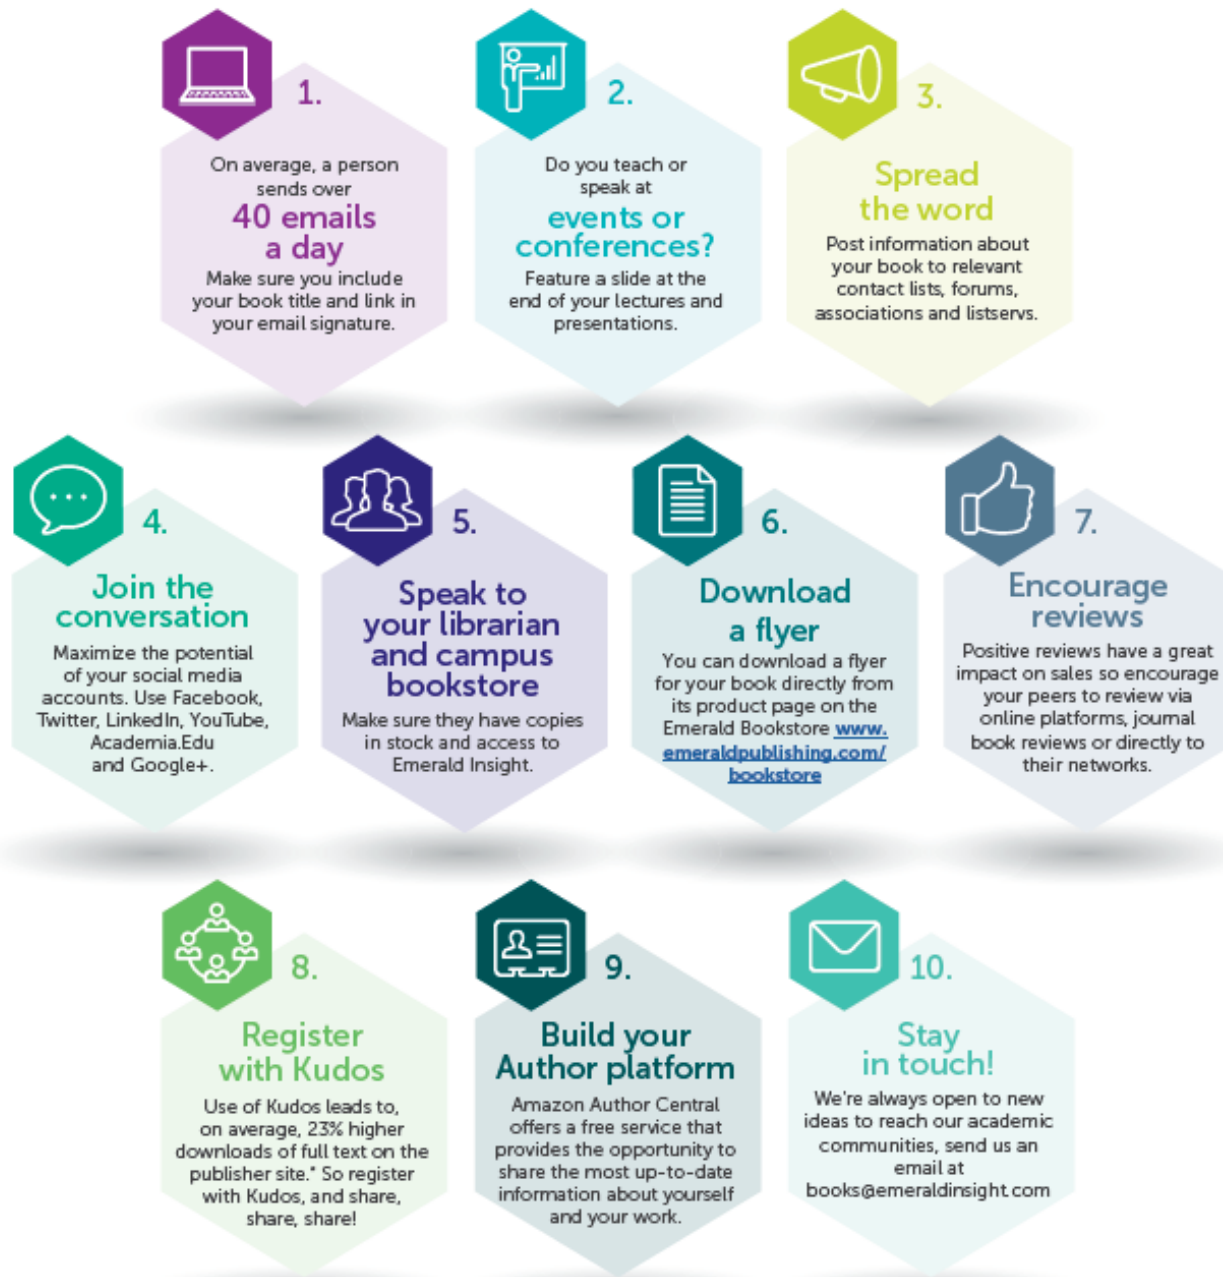 1.
On average, a person
sends over
40 emails
a day
Make sure you include
your book title and link in
your email signature.
2.
Do you teach or
speak at
events or
conferences?
Feature a slide at the
end of your lectures and
presentations.
3.
Spread
the word
Post information about
your book to relevant
contact lists, forums,
associations and listservs.
4.
Join the
conversation
Maximize the potential
of your social media
accounts. Use Facebook,
Twitter, LinkedIn, YouTube,
Academia.Edu
and Google+.
5.
Speak to
your librarian
and campus
bookstore
Make sure they have copies
in stock and access to
Emerald Insight.
6.
Download
a flyer
You can download a flyer
for your book directly from
its product page on the
Emerald Bookstore www.
emeraldpublishing.com/
bookstore
7.
Encourage
reviews
Positive reviews have a great
impact on sales so encourage
your peers to review via
online platforms, journal
book reviews or directly to
their networks.
8.
Register
with Kudos
Use of Kudos leads to,
on average, 23% higher
downloads of full text on the
publisher site.* So register
with Kudos, and share,
share, share!
9.
Build your
Author platform
Amazon Author Central
offers a free service that
provides the opportunity to
share the most up-to-date
information about yourself
and your work.
10.
Stay
in touch!
We're always open to new
ideas to reach our academic
communities, send us an
email at
books@emeraldinsight.com